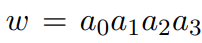 w = a₀a₁a₂a₃